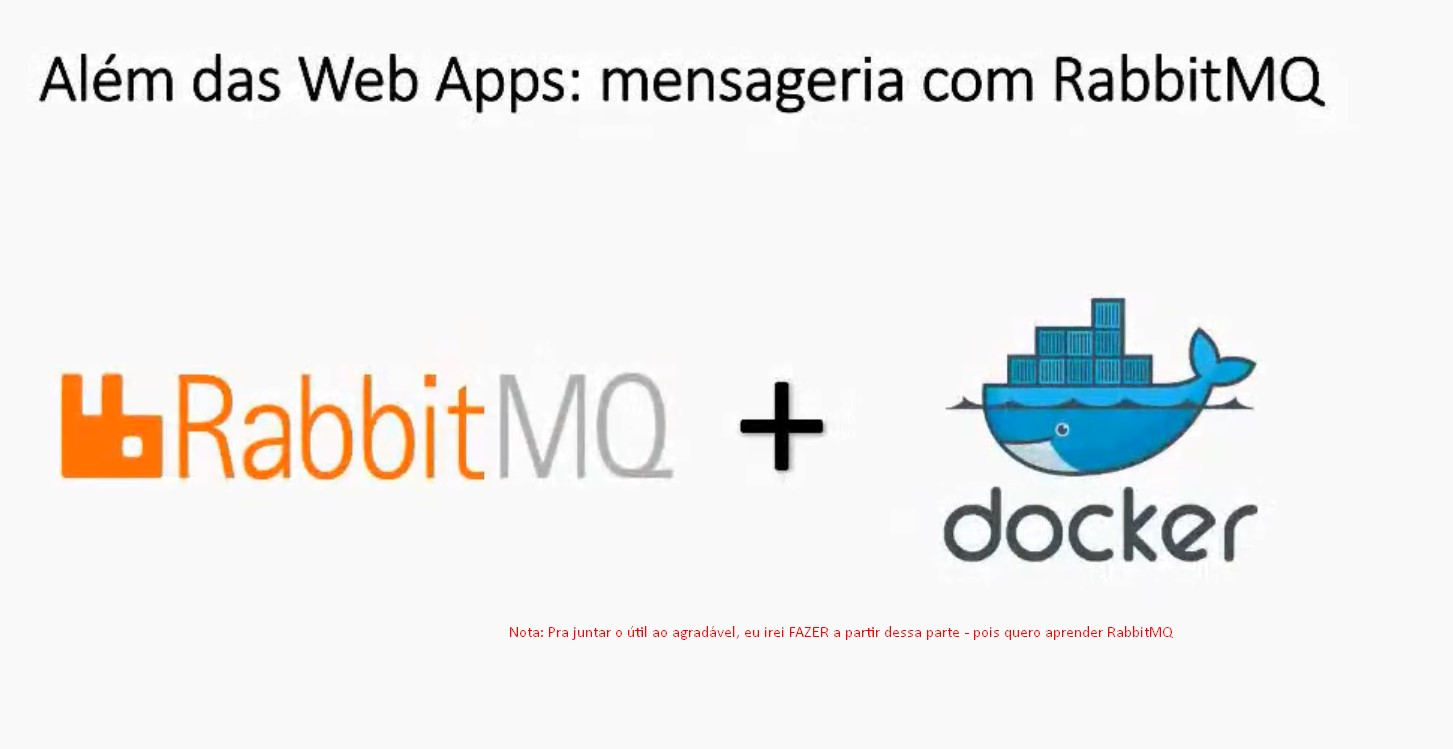 Além das Web Apps: mensageria com RabbitMQ
RabbitMQ
+
docker
Nota: Pra juntar o útil ao agradável, eu irei FAZER a partir dessa parte - pois quero aprender RabbitMQ